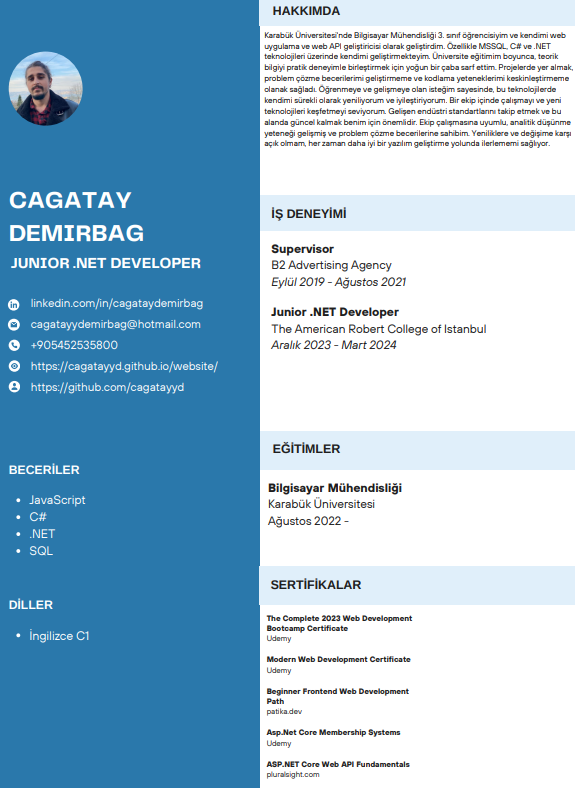 CAGATAY
DEMIRBAG
JUNIOR .NET DEVELOPER
linkedin.com/in/cagataydemirbag
cagatayydemirbag@hotmail.com
+905452535800
https://cagatayyd.github.io/website/
https://github.com/cagatayyd
BECERİLER
• JavaScript
• C#
• .NET
• SQL
DİLLER
• İngilizce C1
HAKKIMDA
Karabük Üniversitesi'nde Bilgisayar Mühendisliği 3. sınıf öğrencisiyim ve kendimi web
uygulama ve web API geliştiricisi olarak geliştirdim. Özellikle MSSQL, C# ve .NET
teknolojileri üzerinde kendimi geliştirmekteyim. Üniversite eğitimim boyunca, teorik
bilgiyi pratik deneyimle birleştirmek için yoğun bir çaba sarf ettim. Projelerde yer almak,
problem çözme becerilerimi geliştirmeme ve kodlama yeteneklerimi keskinleştirmeme
olanak sağladı. Öğrenmeye ve gelişmeye olan isteğim sayesinde, bu teknolojilerde
kendimi sürekli olarak yeniliyorum ve iyileştiriyorum. Bir ekip içinde çalışmayı ve yeni
teknolojileri keşfetmeyi seviyorum. Gelişen endüstri standartlarını takip etmek ve bu
alanda güncel kalmak benim için önemlidir. Ekip çalışmasına uyumlu, analitik düşünme
yeteneği gelişmiş ve problem çözme becerilerine sahibim. Yeniliklere ve değişime karşı
açık olmam, her zaman daha iyi bir yazılım geliştirme yolunda ilerlememi sağlıyor.
İŞ DENEYİMİ
Supervisor
B2 Advertising Agency
Eylül 2019 - Ağustos 2021
Junior .NET Developer
The American Robert College of Istanbul
Aralık 2023 - Mart 2024
EĞİTİMLER
Bilgisayar Mühendisliği
Karabük Üniversitesi
Ağustos 2022 -
SERTİFİKALAR
The Complete 2023 Web Development
Bootcamp Certificate
Udemy
Modern Web Development Certificate
Udemy
Beginner Frontend Web Development
Path
patika.dev
Asp.Net Core Membership Systems
Udemy
ASP.NET Core Web API Fundamentals
pluralsight.com